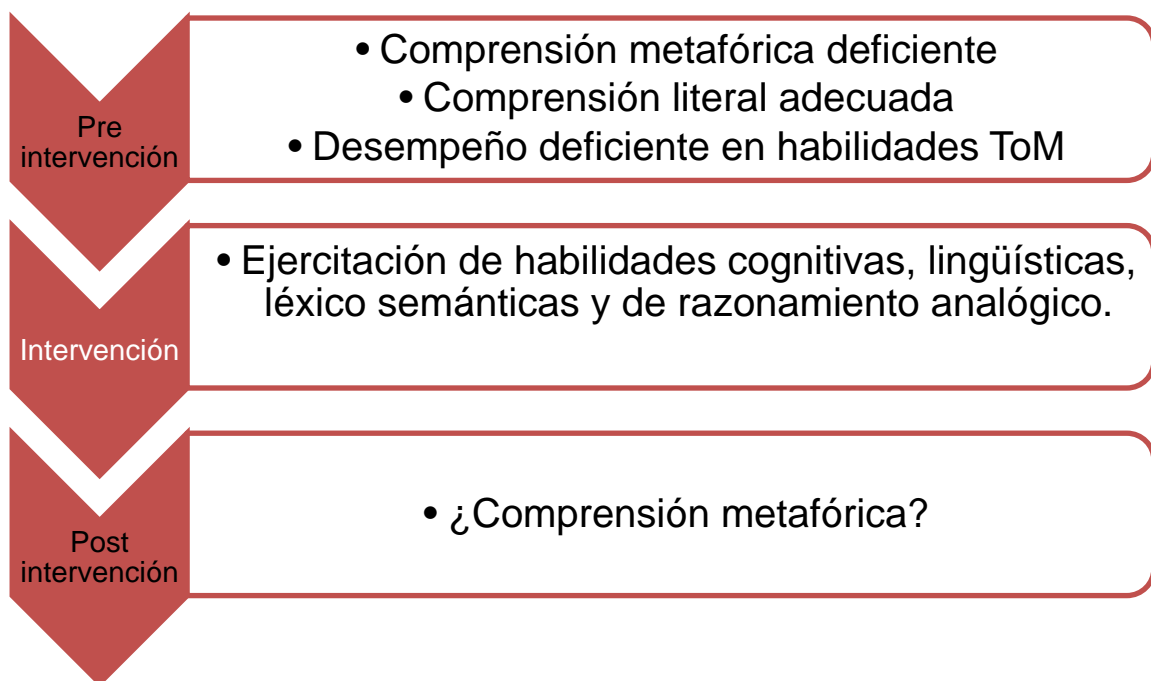 Pre
intervención
• Comprensión metafórica deficiente
• Comprensión literal adecuada
• Desempeño deficiente en habilidades ToM
Intervención
• Ejercitación de habilidades cognitivas, lingüísticas,
léxico semánticas y de razonamiento analógico.
Post
intervención
• ¿Comprensión metafórica?